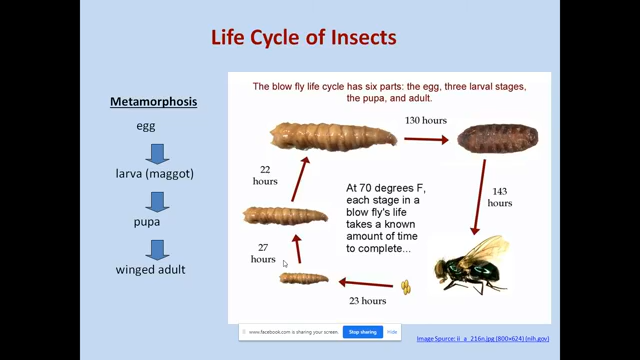 Life Cycle of Insects
Metamorphosis
egg
larva (maggot)
pupa
winged adult
The blow fly life cycle has six parts: the egg, three larval stages,
the pupa, and adult.
130 hours
22
hours
143
hours
At 70 degrees F,
each stage in a
blow fly's life
takes a known
amount of time
to complete...
27
hours
23 hours
www.facebook.com is sharing your screen.
Stop sharing
Hide
Image Spurce: ii_a_216n.jpg (800×624) (nih.gov)